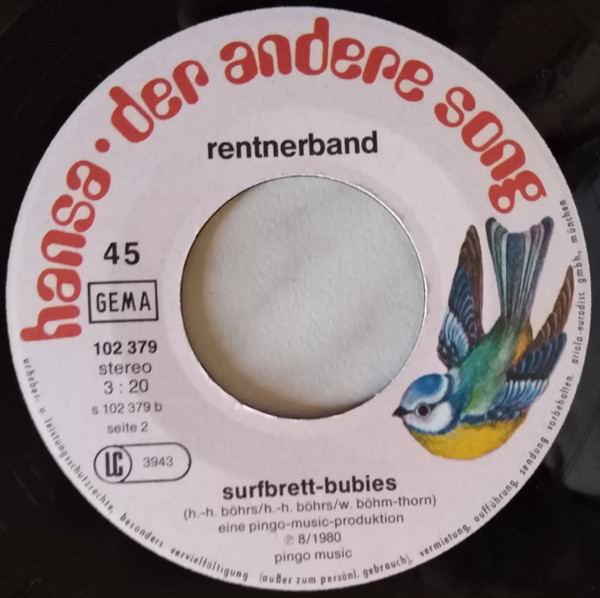 hansa · der andere song
rentnerband
45
GEMA
102 379
stereo
3 : 20
s 102 379 b
seite 2
LC 3943
surfbrett-bubies
(h.-h. böhrs/h.-h. böhrs/w. böhm-thorn)
eine pingo-music-produktion
℗ 8/1980
pingo music
urheber- u. leistungsschutzrechte, besonders vervielfältigung (außer zum persönl. gebrauch), vermietung, aufführung, sendung vorbehalten. ariola-eurodisc gmbh., münchen